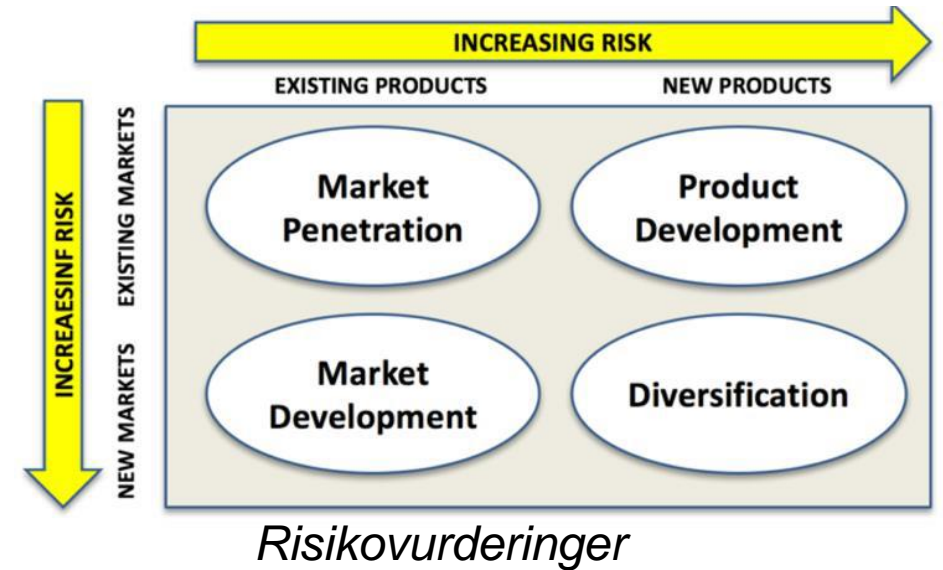 INCREASING RISK
EXISTING PRODUCTS
NEW PRODUCTS
INCREAESINF RISK
EXISTING MARKETS
NEW MARKETS
Market
Penetration
Product
Development
Market
Development
Diversification
Risikovurderinger